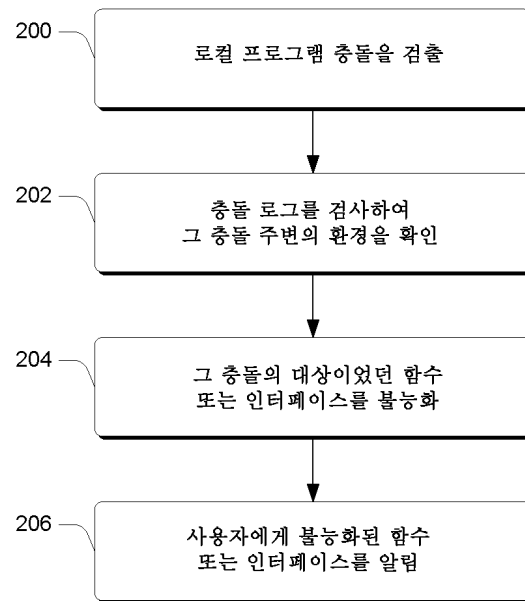 200
로컬 프로그램 충돌을 검출
202
충돌 로그를 검사하여
그 충돌 주변의 환경을 확인
204
그 충돌의 대상이었던 함수
또는 인터페이스를 불능화
206
사용자에게 불능화된 함수
또는 인터페이스를 알림